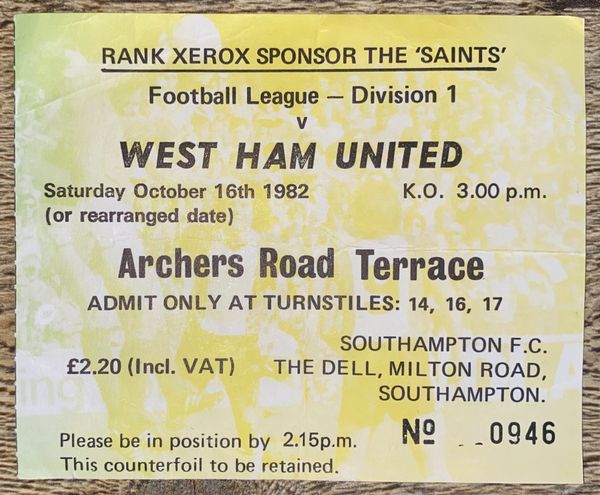 RANK XEROX SPONSOR THE 'SAINTS'
Football League — Division 1
v
WEST HAM UNITED
Saturday October 16th 1982 K.O. 3.00 p.m.
(or rearranged date)
Archers Road Terrace
ADMIT ONLY AT TURNSTILES: 14, 16, 17
SOUTHAMPTON F.C.
£2.20 (Incl. VAT) THE DELL, MILTON ROAD,
SOUTHAMPTON.
Please be in position by 2.15p.m. Nº 0946
This counterfoil to be retained.